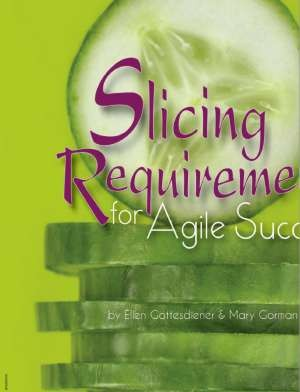 Slicing
Requireme
for Agile Succ
by Ellen Gottesdiener & Mary Gorman